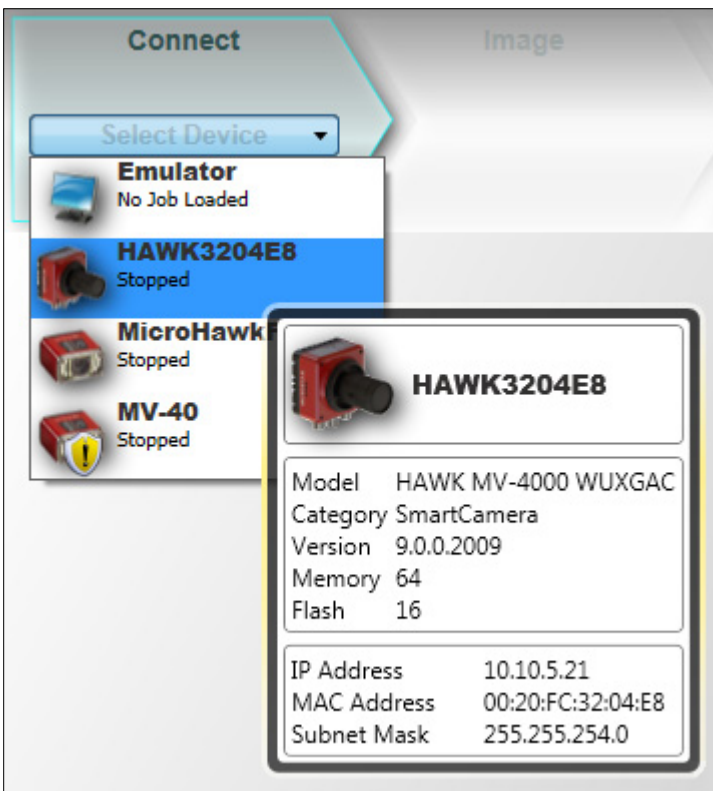 Connect
Image
Select Device
Emulator
No Job Loaded
HAWK3204E8
Stopped
Stopped
MV-40
Stopped
HAWK3204E8
Model HAWK MV-4000 WUXGAC
Category SmartCamera
Version 9.0.0.2009
Memory 64
Flash 16
IP Address 10.10.5.21
MAC Address 00:20:FC:32:04:E8
Subnet Mask 255.255.254.0